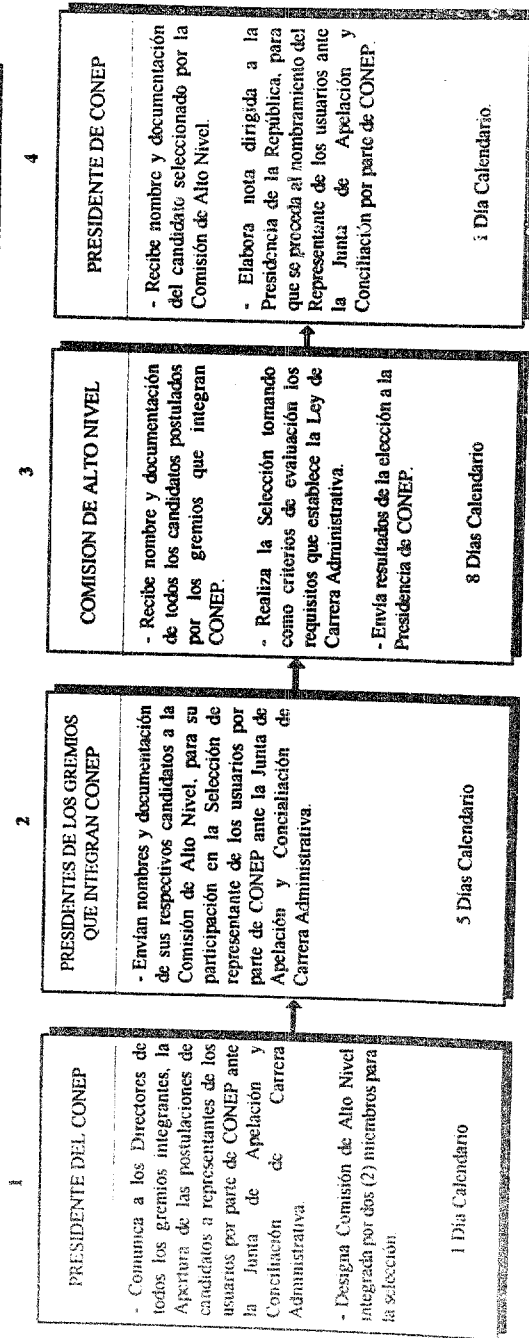 1
PRESIDENTE DEL CONEP
- Comunica a los Directores de
todos los gremios integrantes, la
Apertura de las postulaciones de
candidatos a representantes de los
usuarios por parte de CONEP ante
la Junta de Apelación y
Conciliación de Carrera
Administrativa.
- Designa Comisión de Alto Nivel
integrada por dos (2) miembros para
la selección
1 Día Calendario
2
PRESIDENTES DE LOS GREMIOS
QUE INTEGRAN CONEP
- Envían nombres y documentación
de sus respectivos candidatos a la
Comisión de Alto Nivel, para su
participación en la Selección de
representante de los usuarios por
parte de CONEP ante la Junta de
Apelación y Concialiación de
Carrera Administrativa.
5 Días Calendario
3
COMISION DE ALTO NIVEL
- Recibe nombre y documentación
de todos los candidatos postulados
por los gremios que integran
CONEP.
- Realiza la Selección tomando
como criterios de evaluación los
requisitos que establece la Ley de
Carrera Administrativa.
- Envía resultados de la elección a la
Presidencia de CONEP.
8 Días Calendario
4
PRESIDENTE DE CONEP
- Recibe nombre y documentación
del candidato seleccionado por la
Comisión de Alto Nivel.
- Elabora nota dirigida a la
Presidencia de la República, para
que se proceda al nombramiento del
Representante de los usuarios ante
la Junta de Apelación y
Conciliación por parte de CONEP.
1 Día Calendario.